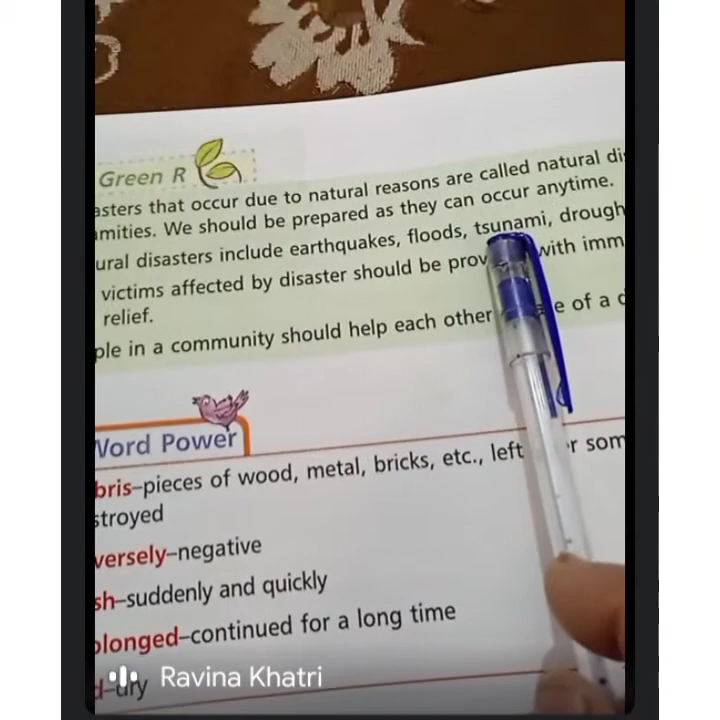 Green R
asters that occur due to natural reasons are called natural dis
amities. We should be prepared as they can occur anytime.
ural disasters include earthquakes, floods, tsunami, drough
victims affected by disaster should be prov with imm
relief.
ple in a community should help each other e of a d
Word Power
bris–pieces of wood, metal, bricks, etc., left r som
stroyed
versely–negative
sh–suddenly and quickly
olonged–continued for a long time
d–dry
Ravina Khatri